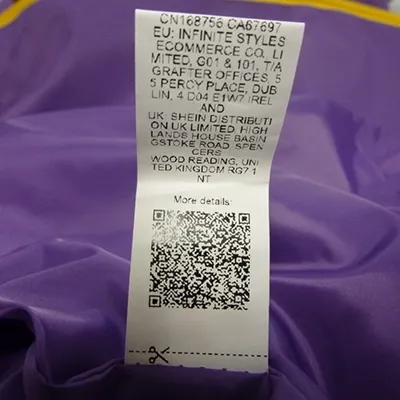 CN168756 CA67697
EU: INFINITE STYLES
ECOMMERCE CO., LI
MITED, G01 & 101, T/A
GRAFTER OFFICES, 5
5 PERCY PLACE, DUB
LIN, 4 D04 E1W7 IREL
AND
UK: SHEIN DISTRIBUTI
ON UK LIMITED, HIGH
LANDS HOUSE BASIN
GSTOKE ROAD, SPEN
CERS
WOOD READING, UNI
TED KINGDOM RG7 1
NT
More details: